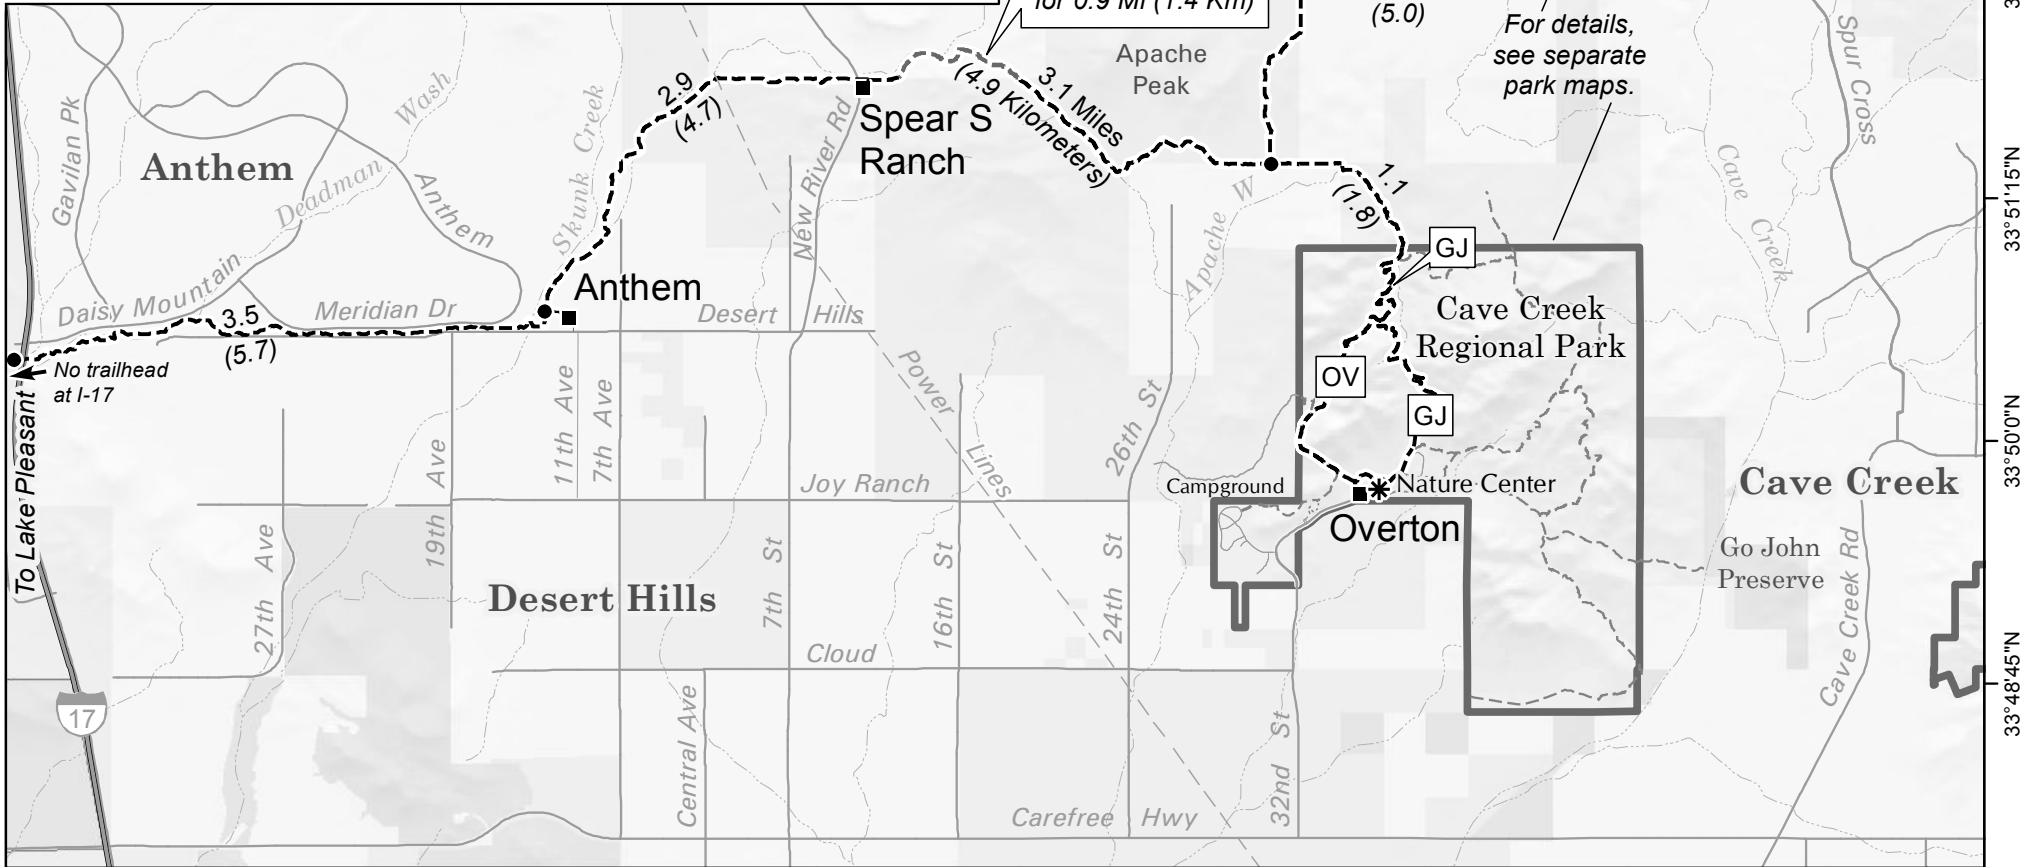 for 0.9 Mi (1.4 Km)
(5.0)
For details,
see separate
park maps.
Apache
Peak
Spur Cross
Gavilan Pk
Wash
Deadman
Anthem
Anthem
Skunk Creek
2.9
(4.7)
New River Rd
Spear S
Ranch
3.1 Miles
(4.9 Kilometers)
Apache W
1.1
(1.8)
Cave Creek
33°51'15"N
GJ
Cave Creek
Regional Park
Daisy Mountain
3.5
(5.7)
Meridian Dr
Anthem
Desert Hills
No trailhead
at I-17
To Lake Pleasant
OV
GJ
Power Lines
26th St
11th Ave
7th Ave
19th Ave
27th Ave
Joy Ranch
Campground
Nature Center
Overton
33°50'0"N
Cave Creek
Go John
Preserve
Cave Creek Rd
Desert Hills
7th St
16th St
24th St
Cloud
33°48'45"N
17
Central Ave
32nd St
Carefree Hwy